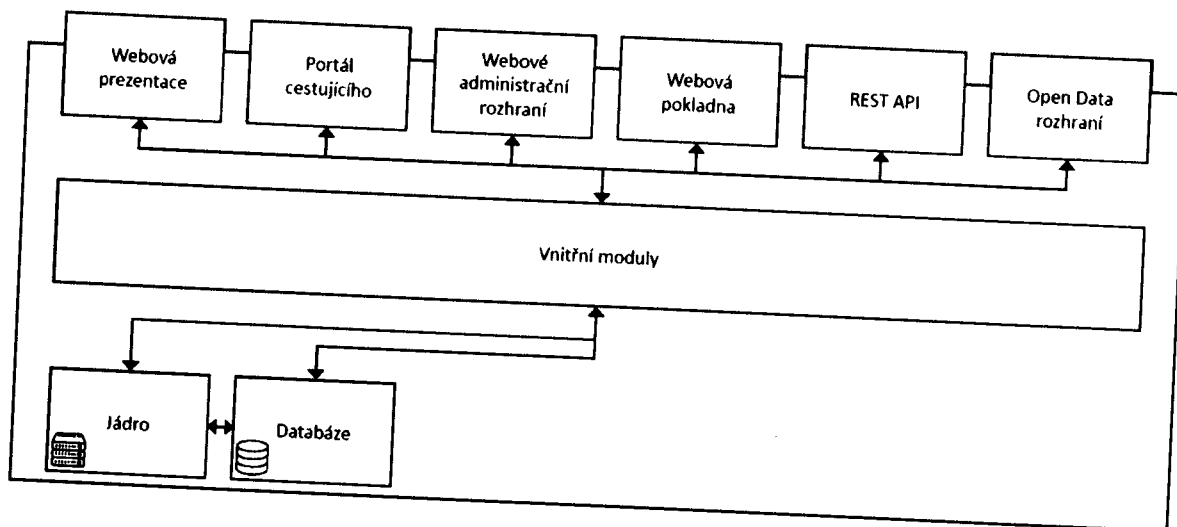 Webová
prezentace
Portál
cestujícího
Webové
administrační
rozhraní
Webová
pokladna
REST API
Open Data
rozhraní
Vnitřní moduly
Jádro
Databáze